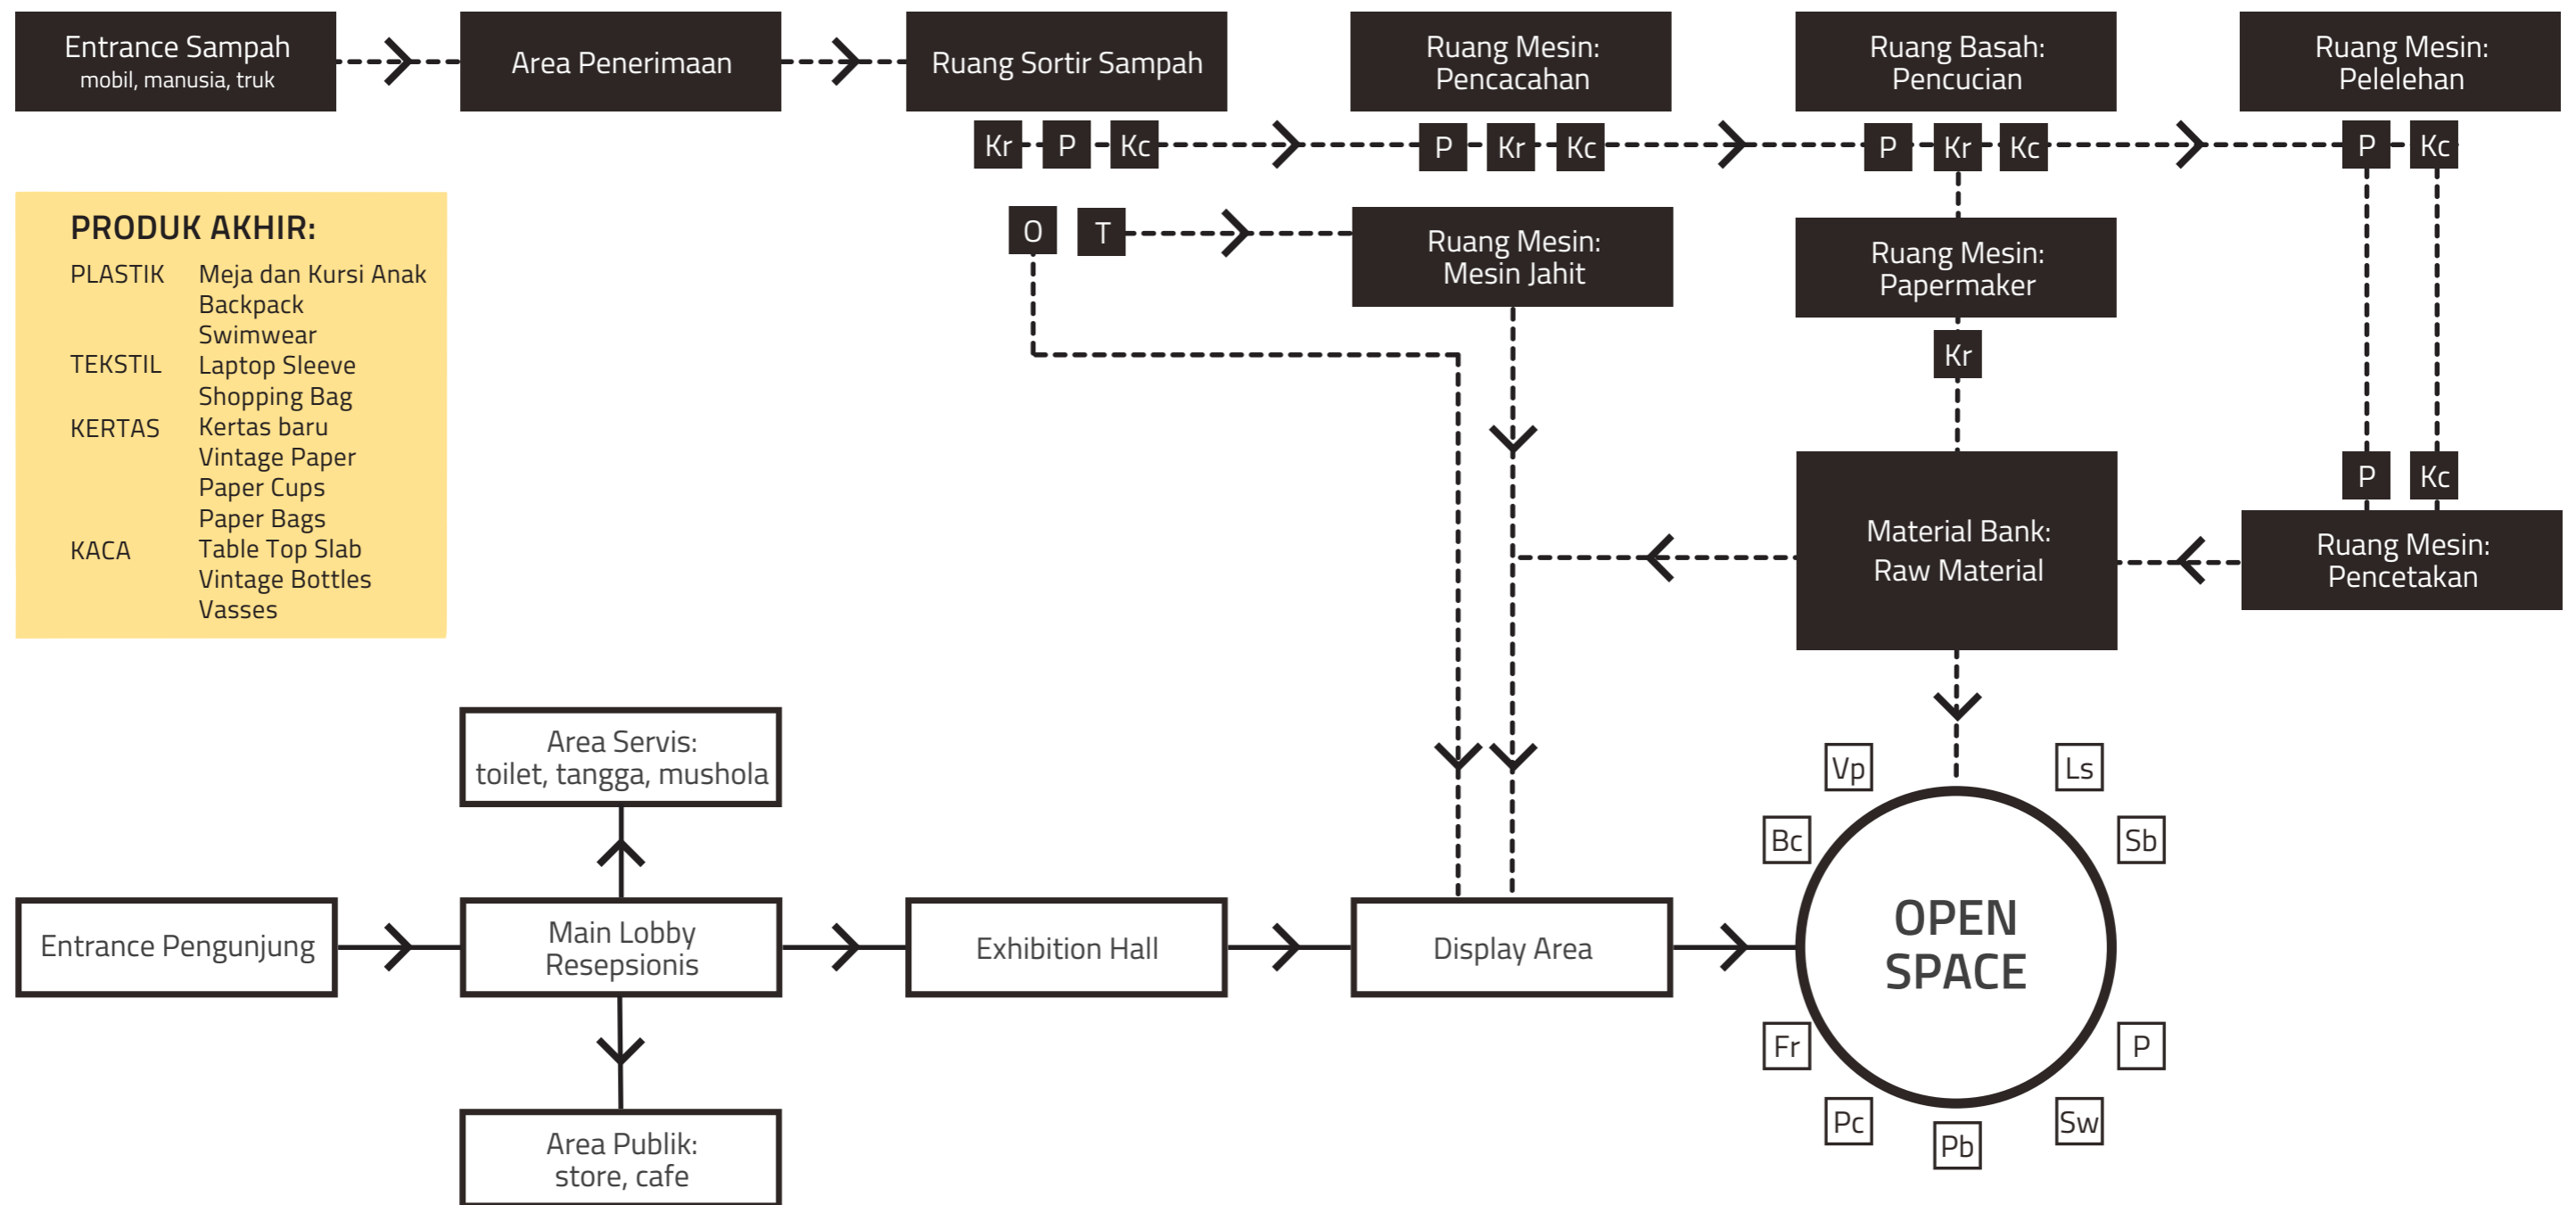 Entrance Sampah
mobil, manusia, truk
Area Penerimaan
Ruang Sortir Sampah
Ruang Mesin:
Pencacahan
Ruang Basah:
Pencucian
Ruang Mesin:
Pelelehan
Kr
P
Kc
P
Kr
Kc
P
Kr
Kc
P
Kc
O
T
Ruang Mesin:
Mesin Jahit
Ruang Mesin:
Papermaker
Kr
P
Kc
Material Bank:
Raw Material
Ruang Mesin:
Pencetakan
PRODUK AKHIR:
PLASTIK Meja dan Kursi Anak
Backpack
Swimwear
TEKSTIL Laptop Sleeve
Shopping Bag
KERTAS Kertas baru
Vintage Paper
Paper Cups
Paper Bags
KACA Table Top Slab
Vintage Bottles
Vasses
Area Servis:
toilet, tangga, mushola
Entrance Pengunjung
Main Lobby
Resepsionis
Exhibition Hall
Display Area
Area Publik:
store, cafe
Vp
Ls
Bc
Sb
OPEN
SPACE
Fr
P
Pc
Sw
Pb